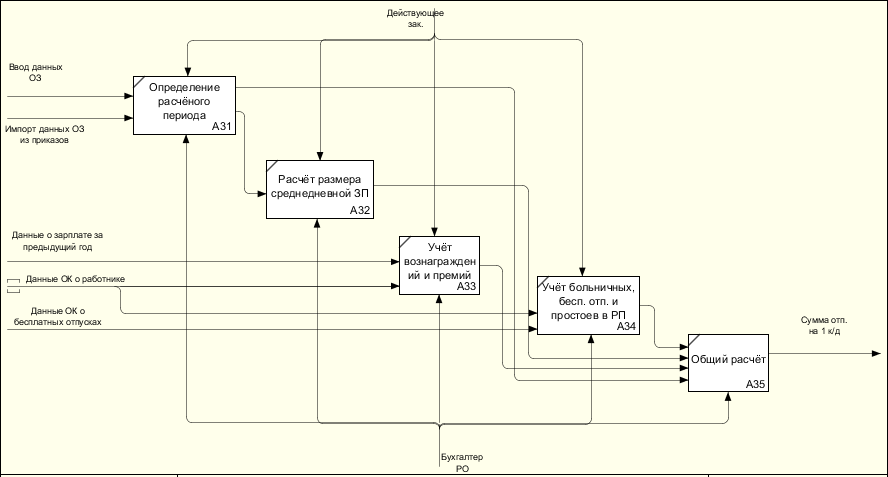 Действующее
зак.
Ввод данных
ОЗ
Определение
расчёного
периода
А31
Импорт данных ОЗ
из приказов
Расчёт размера
среднедневной ЗП
А32
Данные о зарплате за
предыдущий год
Учёт
вознагражден
ий и премий
А33
Данные ОК о работнике
Учёт больничных,
бесп. отп. и
простоев в РП
А34
Данные ОК о
бесплатных отпусках
Сумма отп.
на 1 к/д
Общий расчёт
А35
Бухгалтер
РО